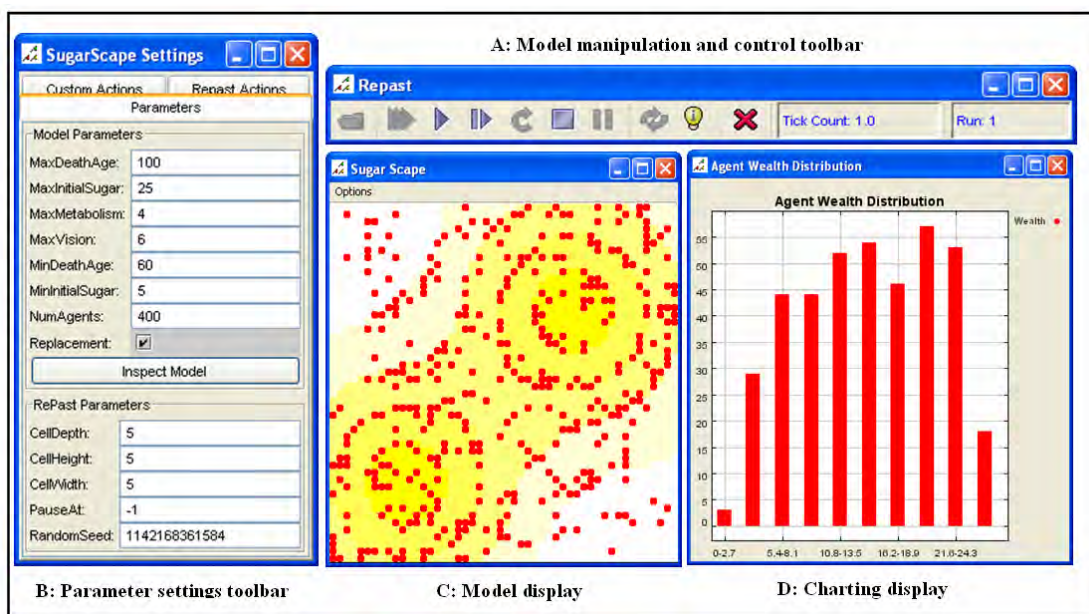 A: Model manipulation and control toolbar
SugarScape Settings
Custom Actions Repast Actions
Parameters
Model Parameters
MaxDeathAge: 100
MaxInitialSugar: 25
MaxMetabolism: 4
MaxVision: 6
MinDeathAge: 60
MinInitialSugar: 5
NumAgents: 400
Replacement:
Inspect Model
RePast Parameters
CellDepth: 5
CellHeight: 5
CellWidth: 5
PauseAt: -1
RandomSeed: 1142168361584
B: Parameter settings toolbar
Repast
Tick Count: 1.0
Run: 1
Sugar Scape
Options
C: Model display
Agent Wealth Distribution
Agent Wealth Distribution
Wealth
55
50
45
40
35
30
25
20
15
10
5
0
0-2.7 5.4-8.1 10.8-13.5 16.2-18.9 21.6-24.3
D: Charting display